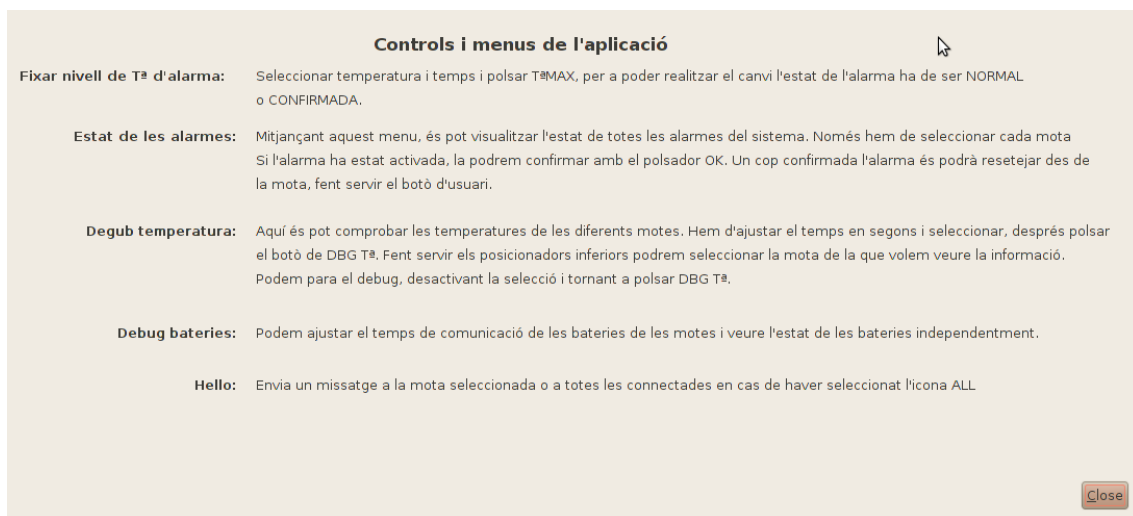 Controls i menus de l'aplicació
Fixar nivell de Tª d'alarma: Seleccionar temperatura i temps i polsar TªMAX, per a poder realitzar el canvi l'estat de l'alarma ha de ser NORMAL
o CONFIRMADA.
Estat de les alarmes: Mitjançant aquest menu, és pot visualitzar l'estat de totes les alarmes del sistema. Només hem de seleccionar cada mota
Si l'alarma ha estat activada, la podrem confirmar amb el polsador OK. Un cop confirmada l'alarma és podrà resetejar des de
la mota, fent servir el botò d'usuari.
Degub temperatura: Aquí és pot comprobar les temperatures de les diferents motes. Hem d'ajustar el temps en segons i seleccionar, després polsar
el botò de DBG Tª. Fent servir els posicionadors inferiors podrem seleccionar la mota de la que volem veure la informació.
Podem para el debug, desactivant la selecció i tornant a polsar DBG Tª.
Debug bateries: Podem ajustar el temps de comunicació de les bateries de les motes i veure l'estat de les bateries independentment.
Hello: Envia un missatge a la mota seleccionada o a totes les connectades en cas de haver seleccionat l'icona ALL
Close